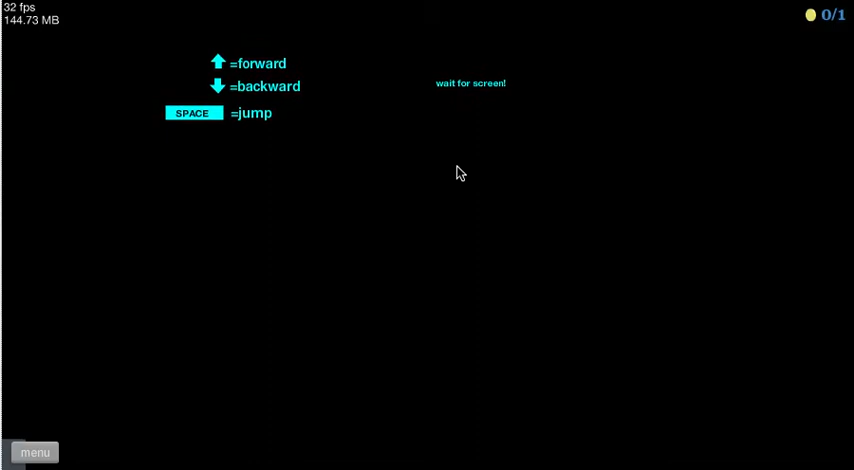 32 fps
144.73 MB
0/1
=forward
=backward
wait for screen!
SPACE =jump
menu